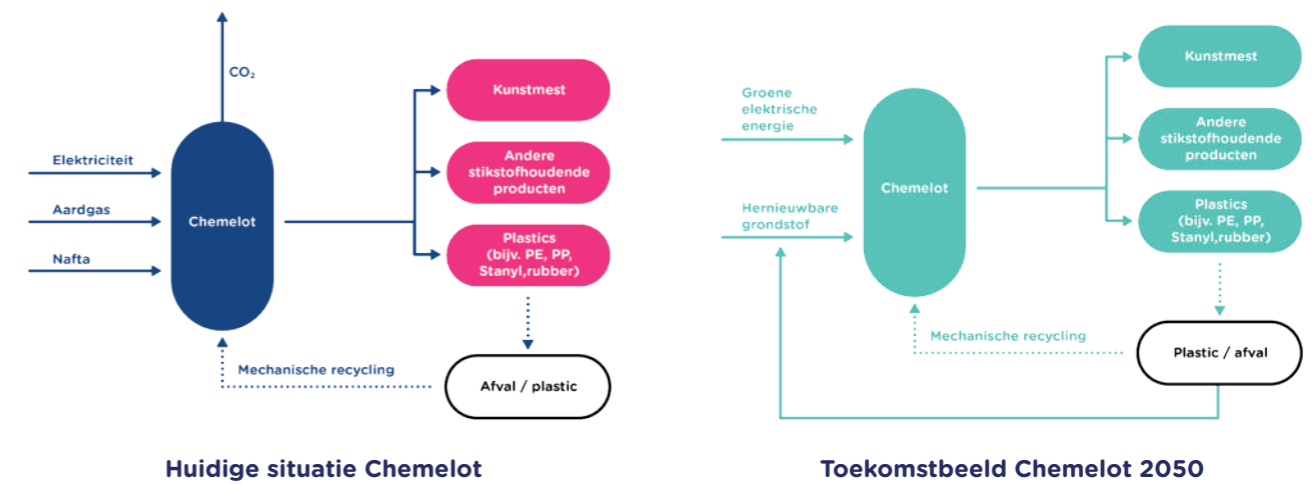 CO₂
Elektriciteit
Aardgas
Nafta
Chemelot
Kunstmest
Andere
stikstofhoudende
producten
Plastics
(bijv. PE, PP,
Stanyl,rubber)
Mechanische recycling
Afval / plastic
Huidige situatie Chemelot
Groene
elektrische
energie
Hernieuwbare
grondstof
Chemelot
Kunstmest
Andere
stikstofhoudende
producten
Plastics
(bijv. PE, PP,
Stanyl,rubber)
Mechanische recycling
Plastic / afval
Toekomstbeeld Chemelot 2050